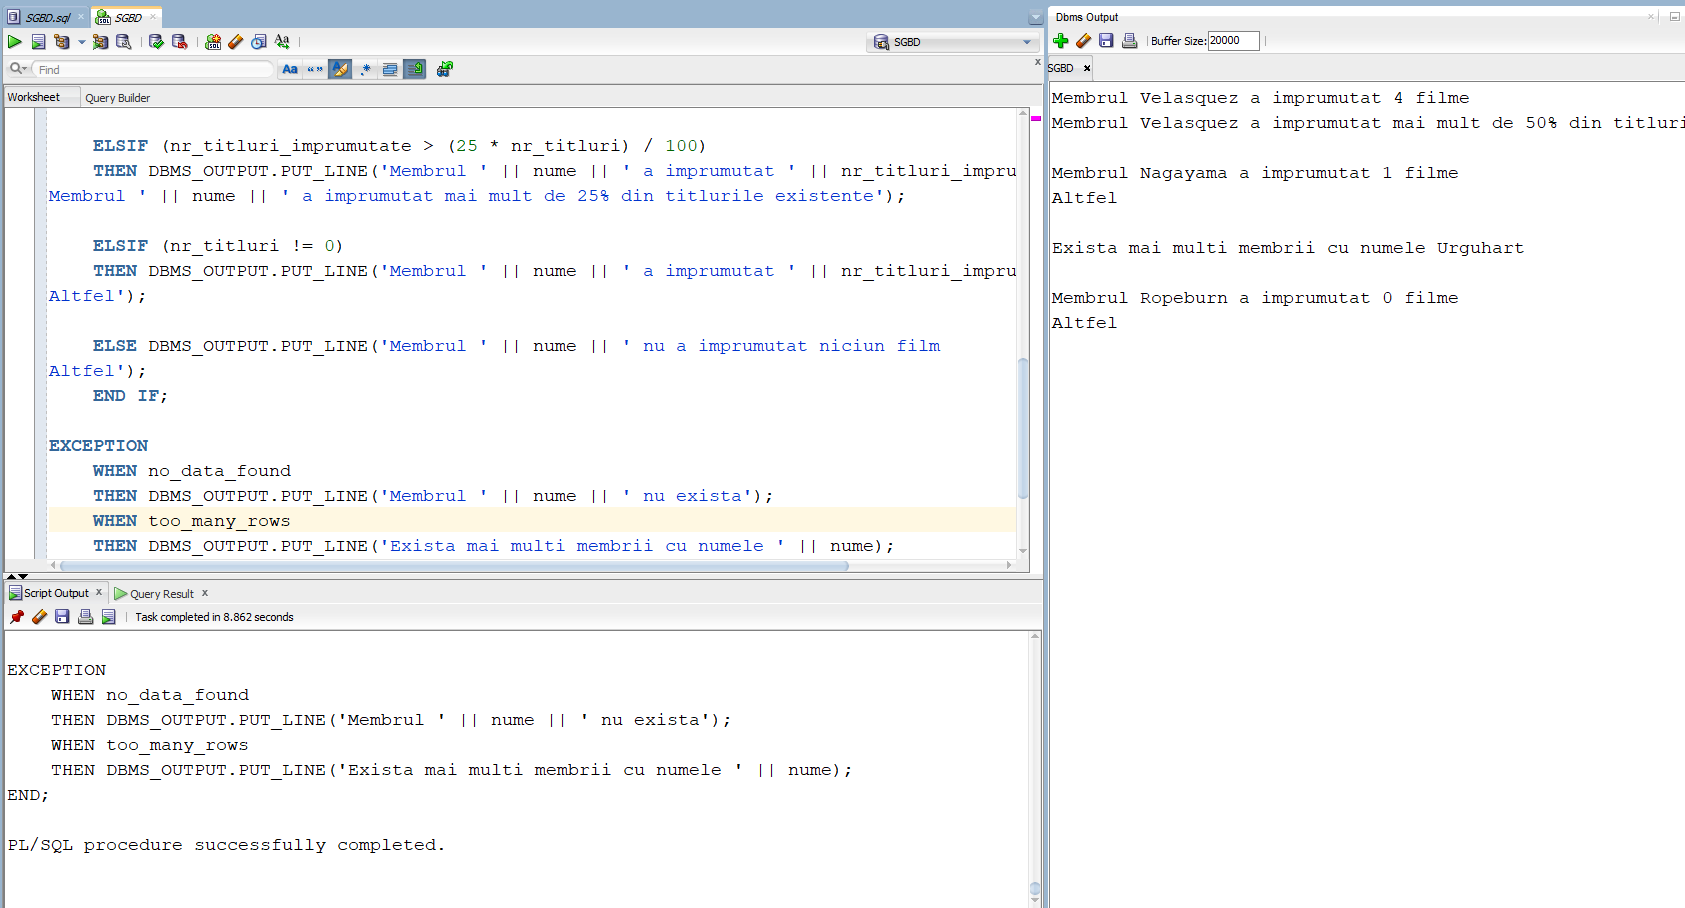 SGBD.sql
SGBD
SGBD
Find
Aa “ ” .*
Worksheet
Query Builder
ELSIF (nr_titluri_imprumutate > (25 * nr_titluri) / 100)
THEN DBMS_OUTPUT.PUT_LINE('Membrul ' || nume || ' a imprumutat ' || nr_titluri_impru
Membrul ' || nume || ' a imprumutat mai mult de 25% din titlurile existente');
ELSIF (nr_titluri != 0)
THEN DBMS_OUTPUT.PUT_LINE('Membrul ' || nume || ' a imprumutat ' || nr_titluri_impru
Altfel');
ELSE DBMS_OUTPUT.PUT_LINE('Membrul ' || nume || ' nu a imprumutat niciun film
Altfel');
END IF;
EXCEPTION
WHEN no_data_found
THEN DBMS_OUTPUT.PUT_LINE('Membrul ' || nume || ' nu exista');
WHEN too_many_rows
THEN DBMS_OUTPUT.PUT_LINE('Exista mai multi membrii cu numele ' || nume);
Script Output
Query Result
Task completed in 8.862 seconds
EXCEPTION
WHEN no_data_found
THEN DBMS_OUTPUT.PUT_LINE('Membrul ' || nume || ' nu exista');
WHEN too_many_rows
THEN DBMS_OUTPUT.PUT_LINE('Exista mai multi membrii cu numele ' || nume);
END;
PL/SQL procedure successfully completed.
Dbms Output
Buffer Size: 20000
SGBD
Membrul Velasquez a imprumutat 4 filme
Membrul Velasquez a imprumutat mai mult de 50% din titluri
Membrul Nagayama a imprumutat 1 filme
Altfel
Exista mai multi membrii cu numele Urguhart
Membrul Ropeburn a imprumutat 0 filme
Altfel